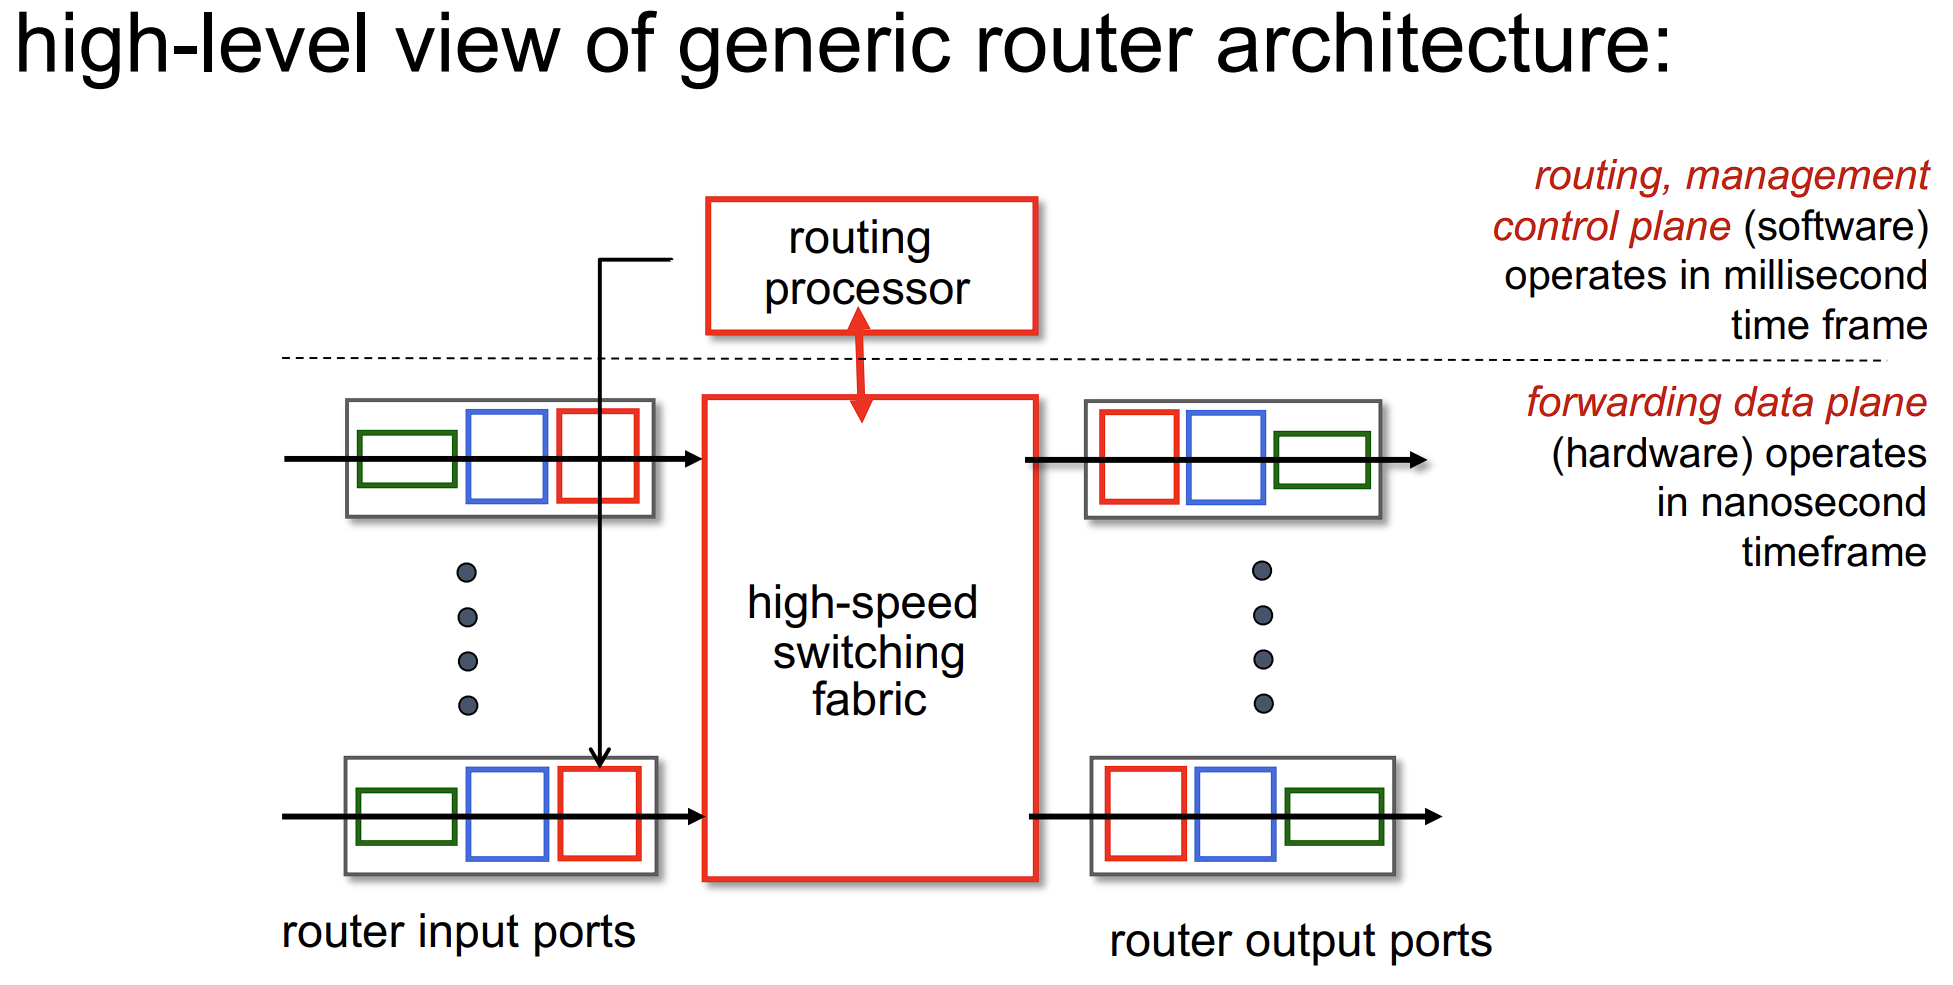 high-level view of generic router architecture:
routing
processor
routing, management
control plane (software)
operates in millisecond
time frame
forwarding data plane
(hardware) operates
in nanosecond
timeframe
high-speed
switching
fabric
router input ports
router output ports